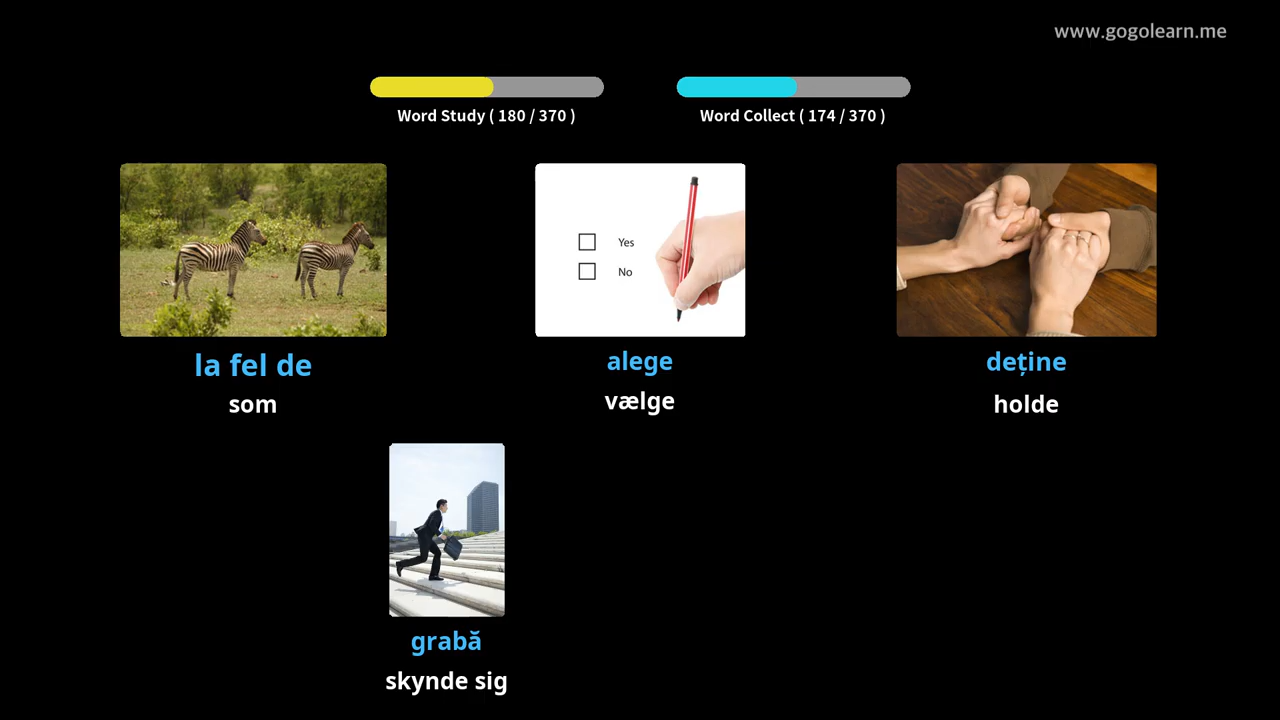 www.gogolearn.me
Word Study ( 180 / 370 )
Word Collect ( 174 / 370 )
Yes
No
la fel de
som
alege
vælge
deține
holde
grabă
skynde sig